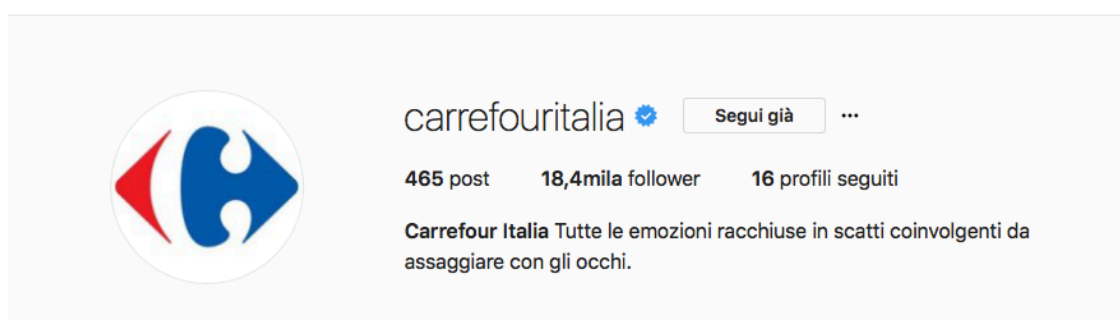 carrefouritalia Segui già ...
465 post 18,4mila follower 16 profili seguiti
Carrefour Italia Tutte le emozioni racchiuse in scatti coinvolgenti da
assaggiare con gli occhi.